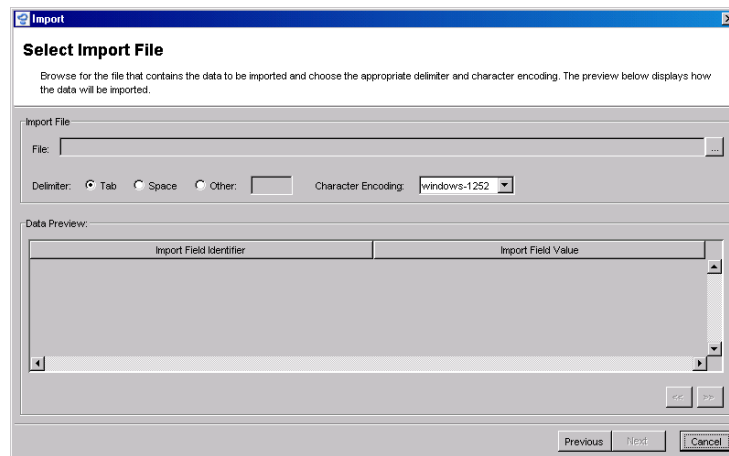 Import
Select Import File
Browse for the file that contains the data to be imported and choose the appropriate delimiter and character encoding. The preview below displays how
the data will be imported.
Import File
File:
...
Delimiter: Tab Space Other: Character Encoding: windows-1252
Data Preview:
Import Field Identifier Import Field Value
<< >>
Previous Next Cancel